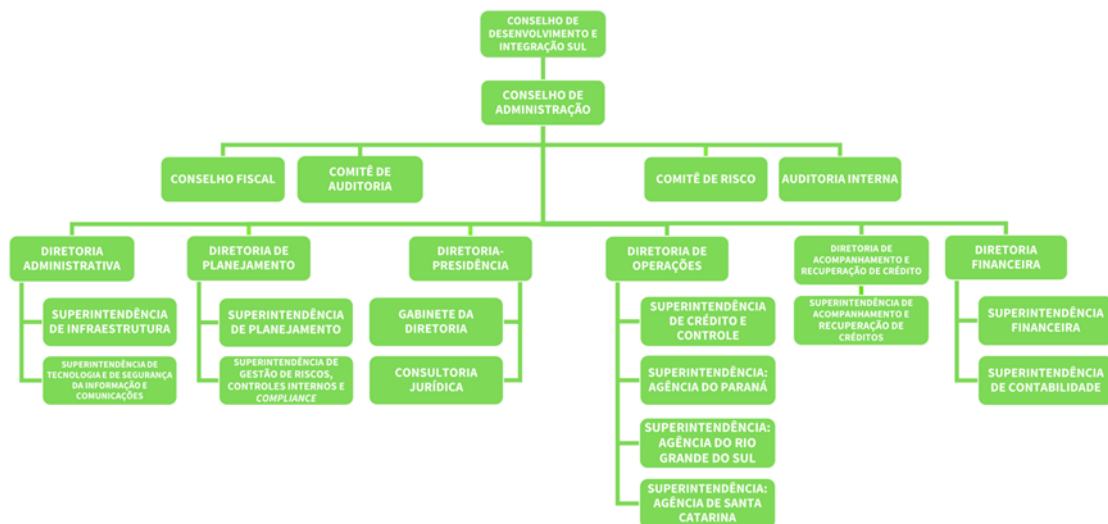 CONSELHO DE
DESENVOLVIMENTO E
INTEGRAÇÃO SUL
CONSELHO DE
ADMINISTRAÇÃO
CONSELHO FISCAL
COMITÊ DE
AUDITORIA
COMITÊ DE RISCO
AUDITORIA INTERNA
DIRETORIA
ADMINISTRATIVA
DIRETORIA DE
PLANEJAMENTO
DIRETORIA-
PRESIDÊNCIA
DIRETORIA DE
OPERAÇÕES
DIRETORIA DE
ACOMPANHAMENTO E
RECUPERAÇÃO DE CRÉDITO
DIRETORIA
FINANCEIRA
SUPERINTENDÊNCIA
DE INFRAESTRUTURA
SUPERINTENDÊNCIA
DE PLANEJAMENTO
GABINETE DA
DIRETORIA
SUPERINTENDÊNCIA
DE CRÉDITO E
CONTROLE
SUPERINTENDÊNCIA DE
ACOMPANHAMENTO E
RECUPERAÇÃO DE
CRÉDITOS
SUPERINTENDÊNCIA
FINANCEIRA
SUPERINTENDÊNCIA DE
TECNOLOGIA E DE SEGURANÇA
DA INFORMAÇÃO E
COMUNICAÇÕES
SUPERINTENDÊNCIA DE
GESTÃO DE RISCOS,
CONTROLES INTERNOS E
COMPLIANCE
CONSULTORIA
JURÍDICA
SUPERINTENDÊNCIA:
AGÊNCIA DO PARANÁ
SUPERINTENDÊNCIA
DE CONTABILIDADE
SUPERINTENDÊNCIA:
AGÊNCIA DO RIO
GRANDE DO SUL
SUPERINTENDÊNCIA:
AGÊNCIA DE SANTA
CATARINA